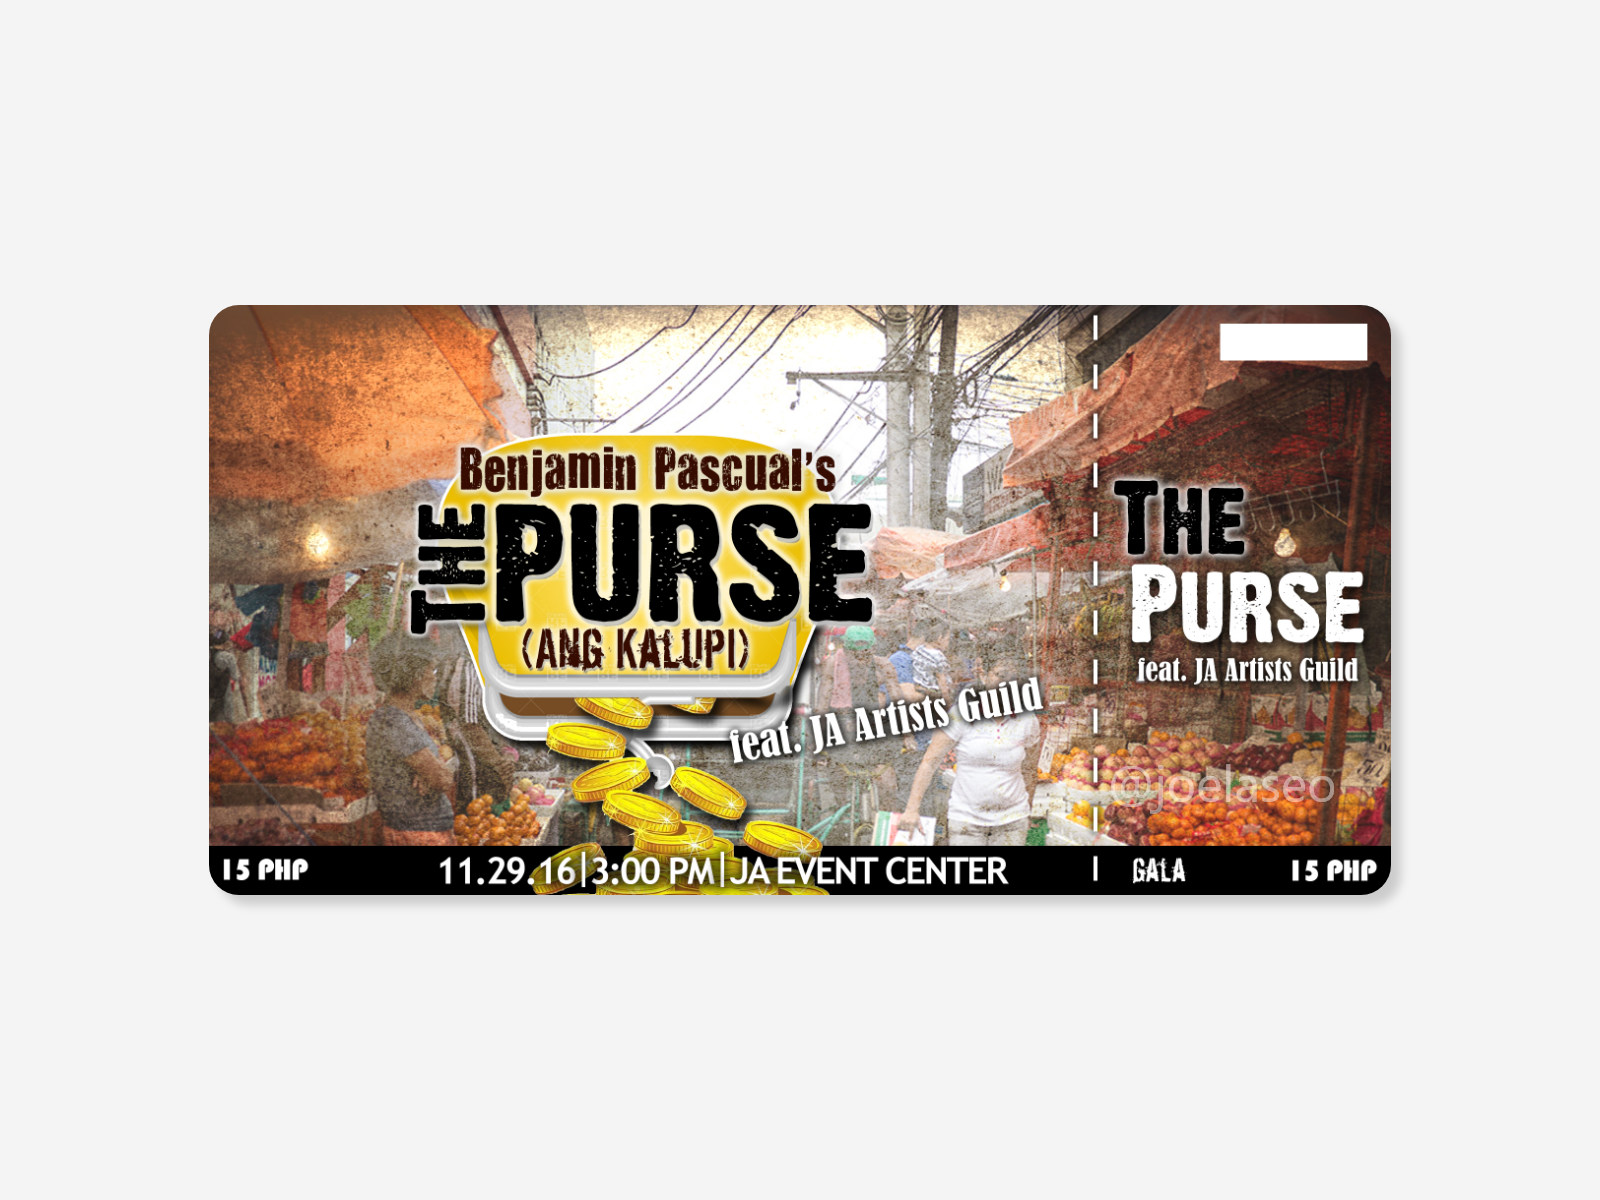 Benjamin Pascual's
THE PURSE
(ANG KALUPI)
feat. JA Artists Guild
15 PHP
11.29.16|3:00 PM|JA EVENT CENTER
THE
PURSE
feat. JA Artists Guild
@joelaseo
GALA
15 PHP